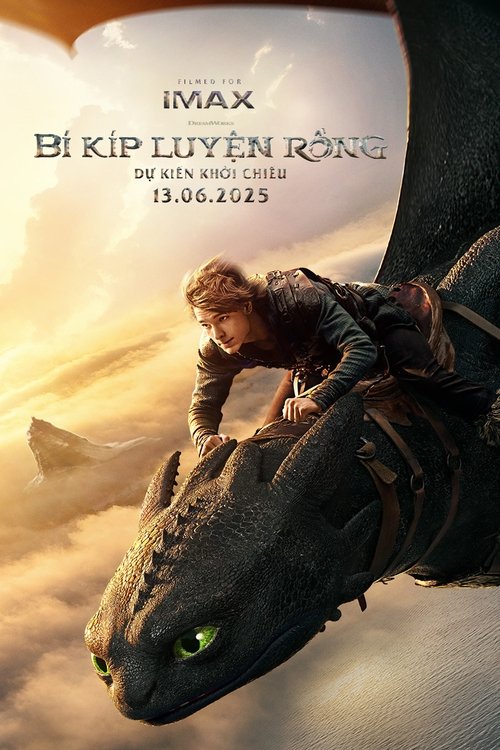 FILMED FOR
IMAX
DREAMWORKS
BÍ KÍP LUYỆN RỒNG
DỰ KIẾN KHỞI CHIẾU
13.06.2025